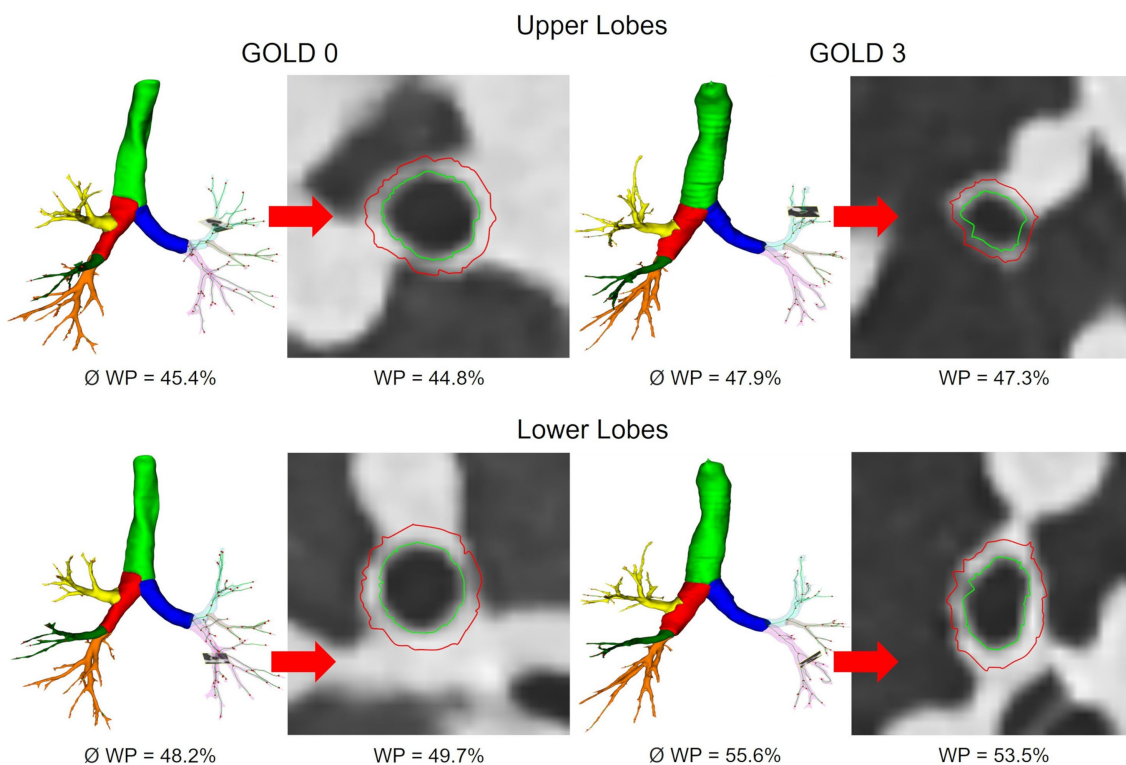 Upper Lobes
GOLD 0
GOLD 3
Ø WP = 45.4%
WP = 44.8%
Ø WP = 47.9%
WP = 47.3%
Lower Lobes
Ø WP = 48.2%
WP = 49.7%
Ø WP = 55.6%
WP = 53.5%